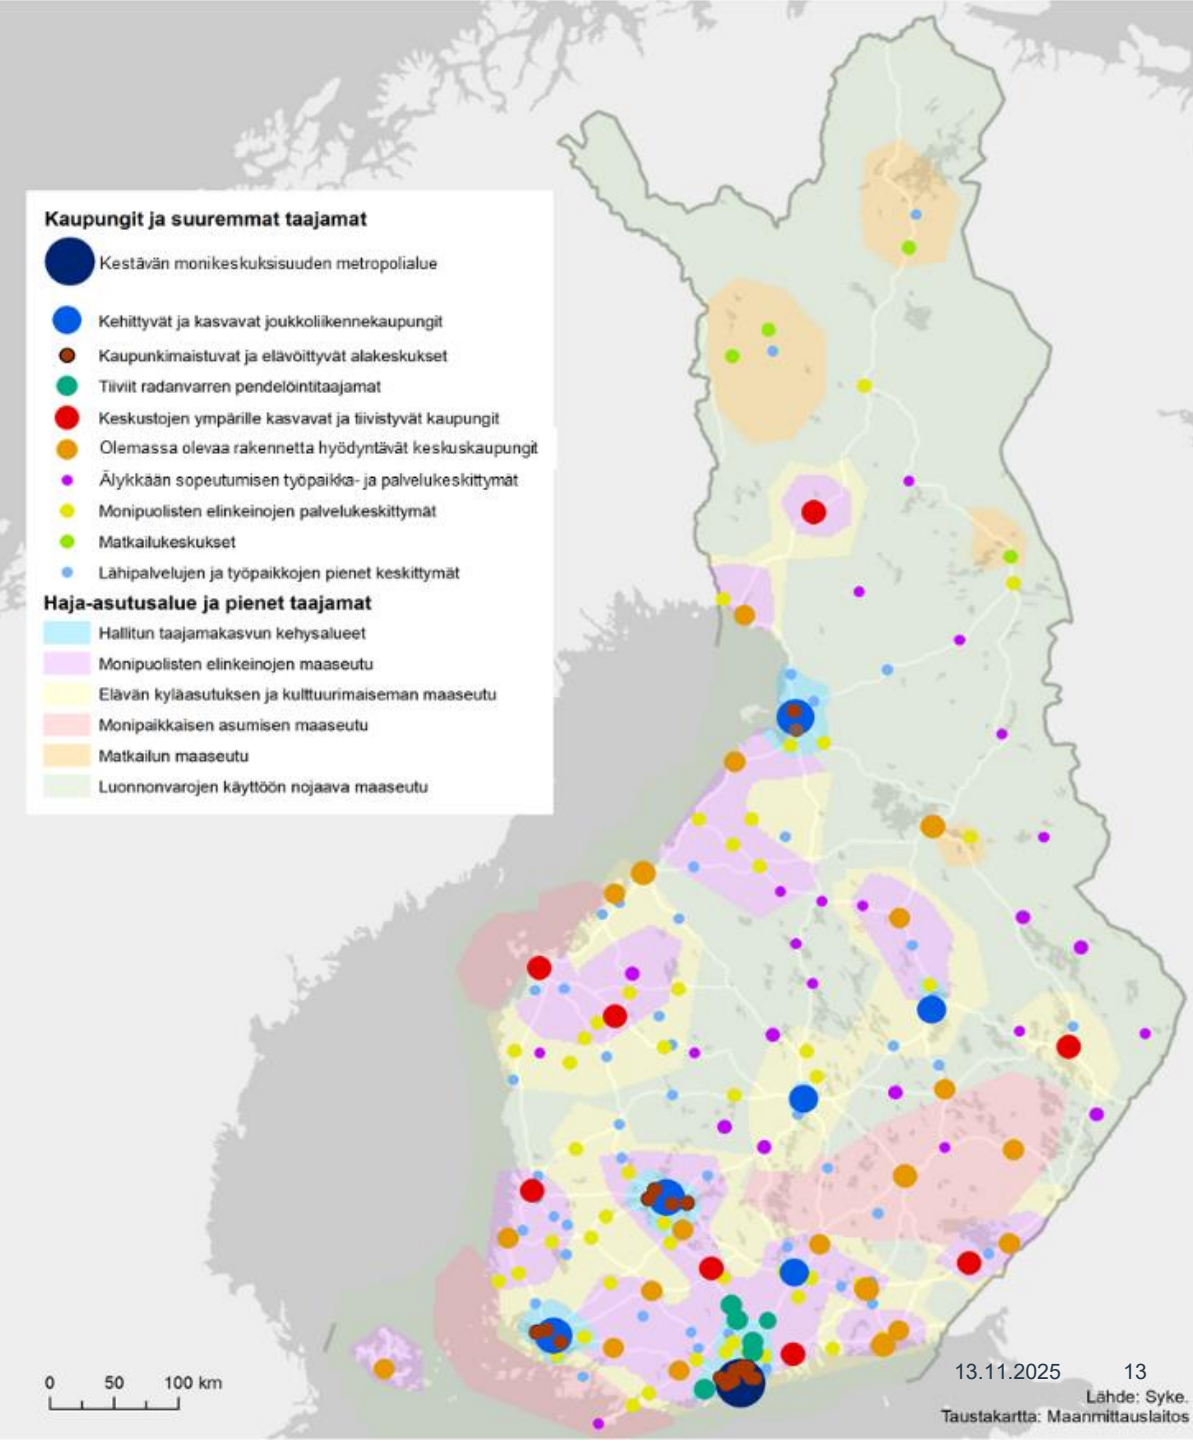 Kaupungit ja suuremmat taajamat
Kestävän monikeskuksisuuden metropolialue
Kehittyvät ja kasvavat joukkoliikennekaupungit
Kaupunkimaistuvat ja elävöittyvät alakeskukset
Tiiviit radanvarren pendelöintitaajamat
Keskustojen ympärille kasvavat ja tiivistyvät kaupungit
Olemassa olevaa rakennetta hyödyntävät keskuskaupungit
Älykkään sopeutumisen työpaikka- ja palvelukeskittymät
Monipuolisten elinkeinojen palvelukeskittymät
Matkailukeskukset
Lähipalvelujen ja työpaikkojen pienet keskittymät
Haja-asutusalue ja pienet taajamat
Hallitun taajamakasvun kehysalueet
Monipuolisten elinkeinojen maaseutu
Elävän kyläasutuksen ja kulttuurimaiseman maaseutu
Monipaikkaisen asumisen maaseutu
Matkailun maaseutu
Luonnonvarojen käyttöön nojaava maaseutu
0 50 100 km
13.11.2025 13
Lähde: Syke.
Taustakartta: Maanmittauslaitos